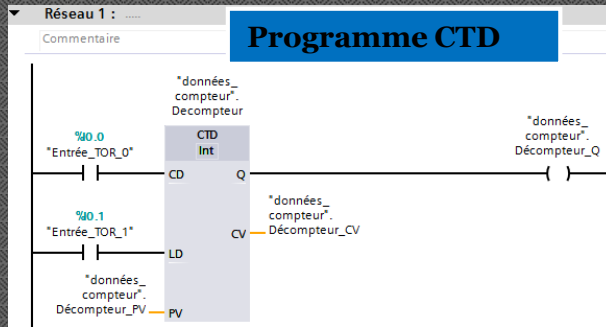 Réseau 1 : .....
Commentaire
Programme CTD
"données_
compteur".
Decompteur
%I0.0
"Entrée_TOR_0"
CTD
Int
CD
Q
"données_
compteur".
Décompteur_Q
%I0.1
"Entrée_TOR_1"
LD
CV
"données_
compteur".
Décompteur_CV
"données_
compteur".
Décompteur_PV
PV